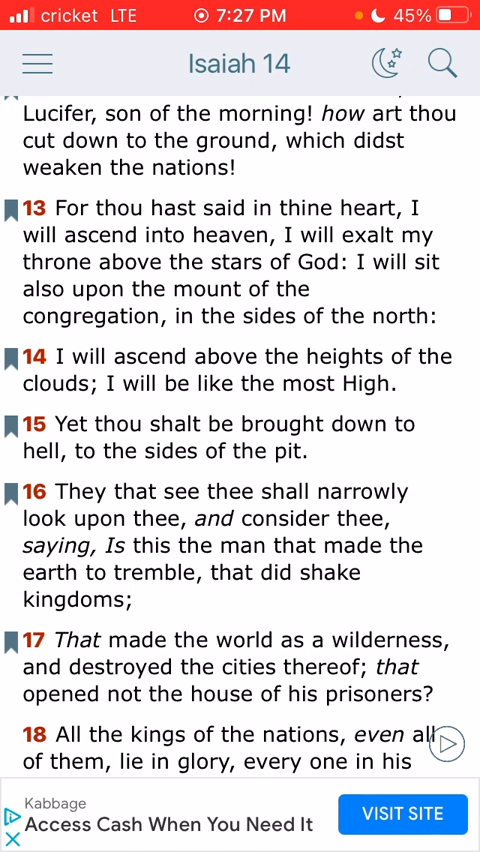 cricket LTE 7:27 PM 45%
Isaiah 14
Lucifer, son of the morning! how art thou
cut down to the ground, which didst
weaken the nations!
13 For thou hast said in thine heart, I
will ascend into heaven, I will exalt my
throne above the stars of God: I will sit
also upon the mount of the
congregation, in the sides of the north:
14 I will ascend above the heights of the
clouds; I will be like the most High.
15 Yet thou shalt be brought down to
hell, to the sides of the pit.
16 They that see thee shall narrowly
look upon thee, and consider thee,
saying, Is this the man that made the
earth to tremble, that did shake
kingdoms;
17 That made the world as a wilderness,
and destroyed the cities thereof; that
opened not the house of his prisoners?
18 All the kings of the nations, even all
of them, lie in glory, every one in his
Kabbage
Access Cash When You Need It
VISIT SITE